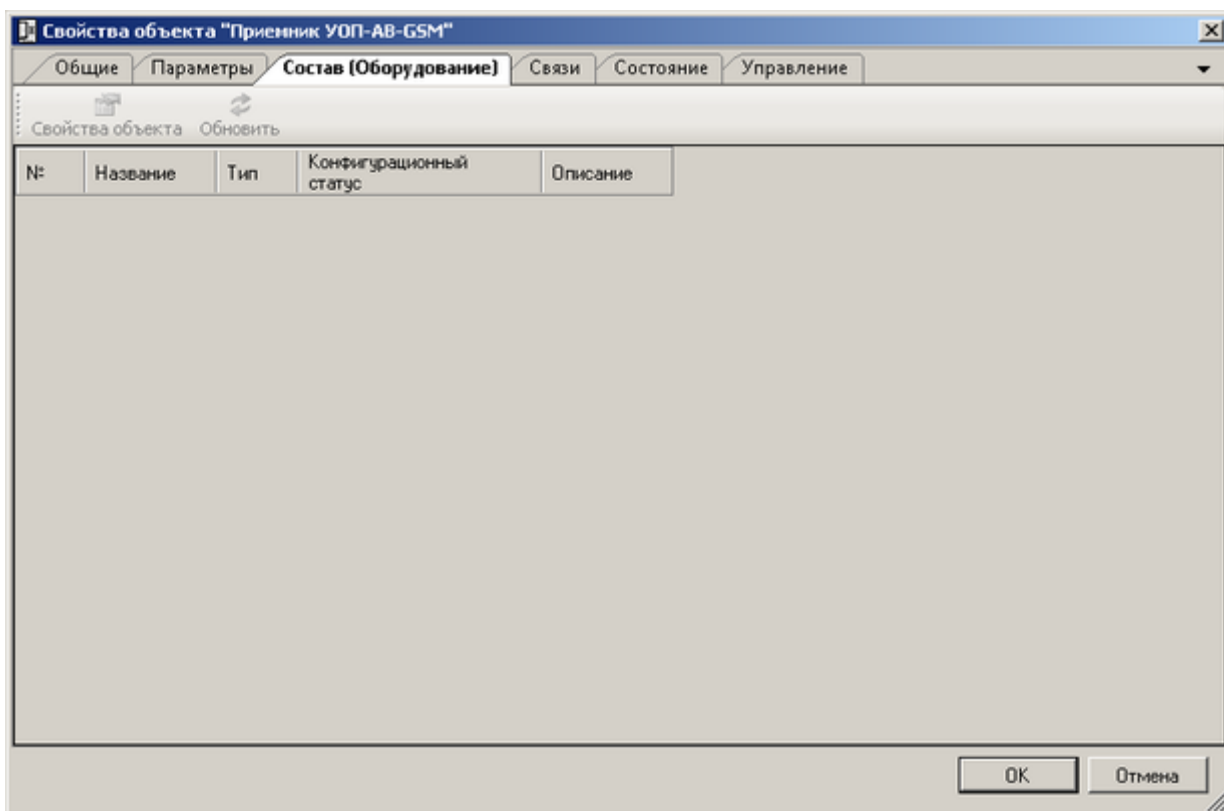 Свойства объекта "Приемник УОП-АВ-GSM"
Общие Параметры Состав (Оборудование) Связи Состояние Управление
Свойства объекта Обновить
№ Название Тип Конфигурационный статус Описание
OK Отмена